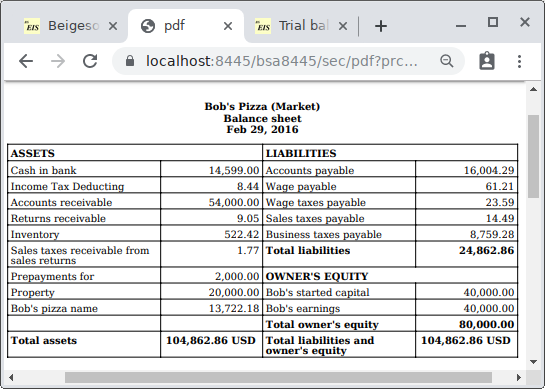 EIS Beigeso
pdf
EIS Trial bal
localhost:8445/bsa8445/sec/pdf?prc...
Bob's Pizza (Market)
Balance sheet
Feb 29, 2016
ASSETS LIABILITIES
Cash in bank 14,599.00 Accounts payable 16,004.29
Income Tax Deducting 8.44 Wage payable 61.21
Accounts receivable 54,000.00 Wage taxes payable 23.59
Returns receivable 9.05 Sales taxes payable 14.49
Inventory 522.42 Business taxes payable 8,759.28
Sales taxes receivable from 1.77 Total liabilities 24,862.86
sales returns
Prepayments for 2,000.00 OWNER'S EQUITY
Property 20,000.00 Bob's started capital 40,000.00
Bob's pizza name 13,722.18 Bob's earnings 40,000.00
Total owner's equity 80,000.00
Total assets 104,862.86 USD Total liabilities and 104,862.86 USD
owner's equity